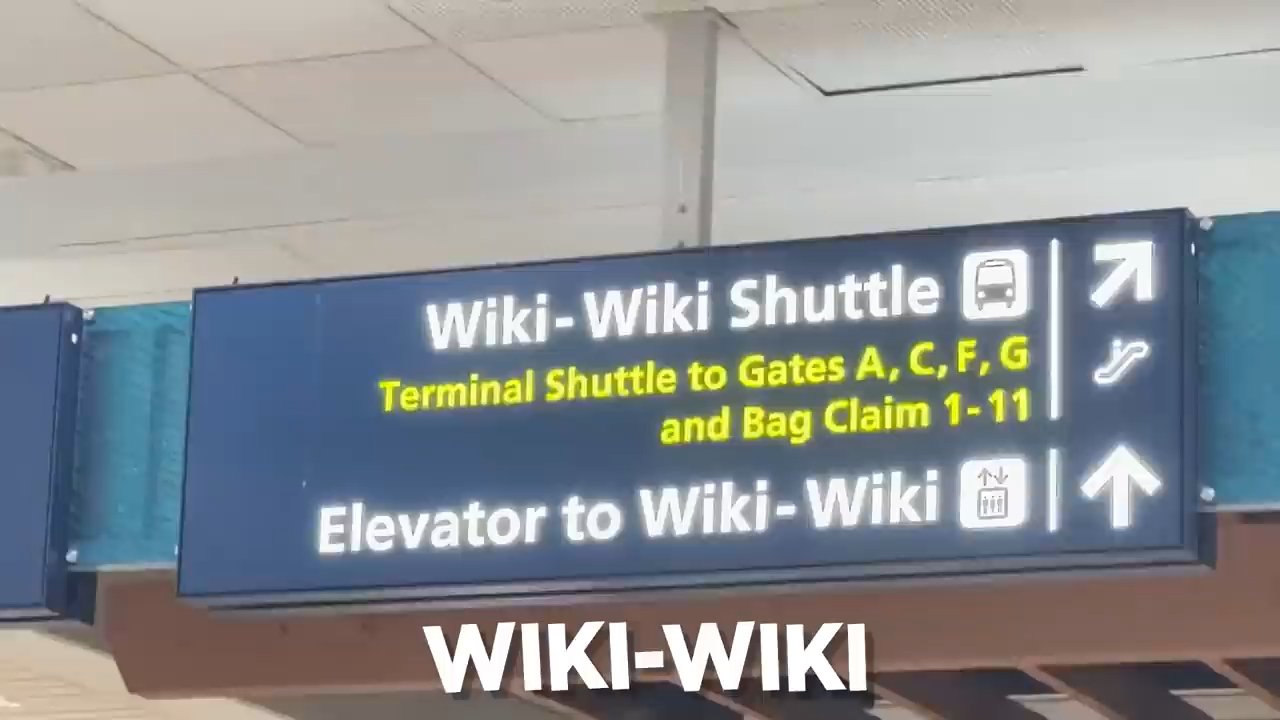 Wiki-Wiki Shuttle
Terminal Shuttle to Gates A, C, F, G
and Bag Claim 1-11
Elevator to Wiki-Wiki
WIKI-WIKI